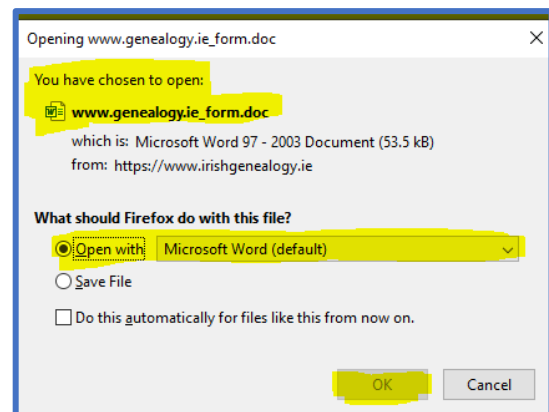 Opening www.genealogy.ie_form.doc
You have chosen to open:
www.genealogy.ie_form.doc
which is: Microsoft Word 97 - 2003 Document (53.5 kB)
from: https://www.irishgenealogy.ie
What should Firefox do with this file?
Open with Microsoft Word (default)
Save File
Do this automatically for files like this from now on.
OK Cancel